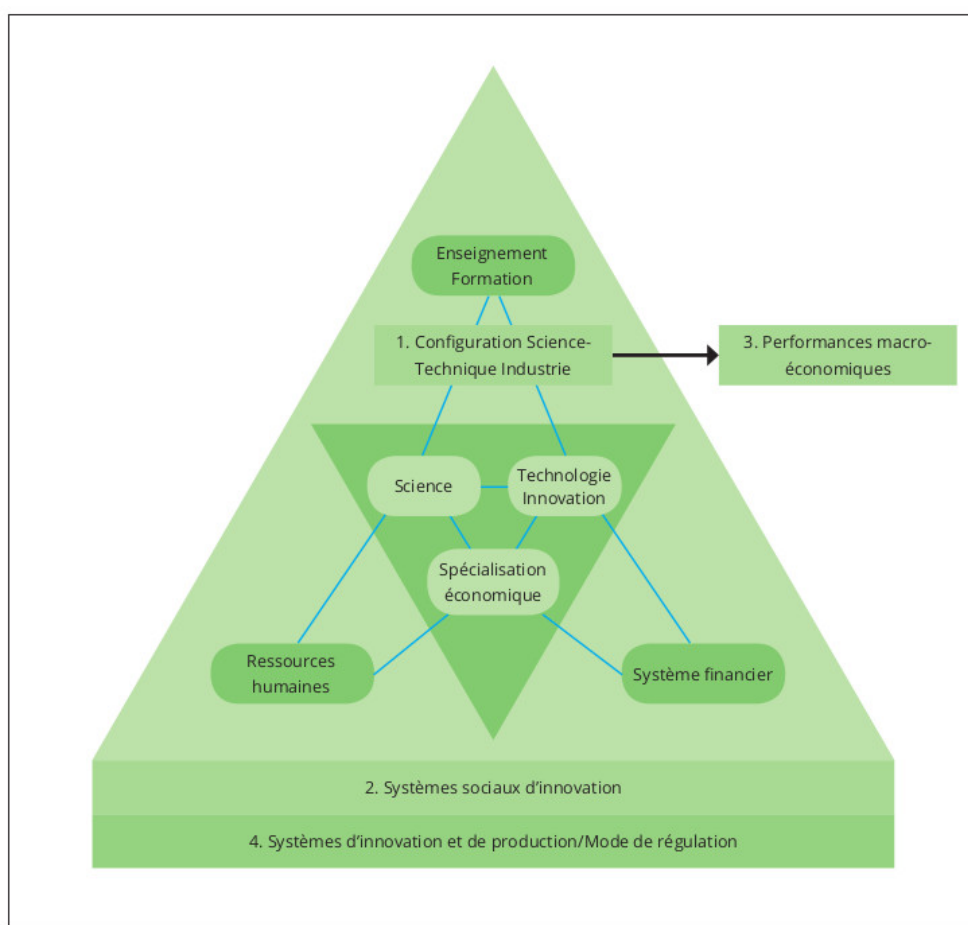 Enseignement
Formation
1. Configuration Science-
Technique Industrie
3. Performances macro-
économiques
Science
Technologie
Innovation
Spécialisation
économique
Ressources
humaines
Système financier
2. Systèmes sociaux d’innovation
4. Systèmes d’innovation et de production/Mode de régulation